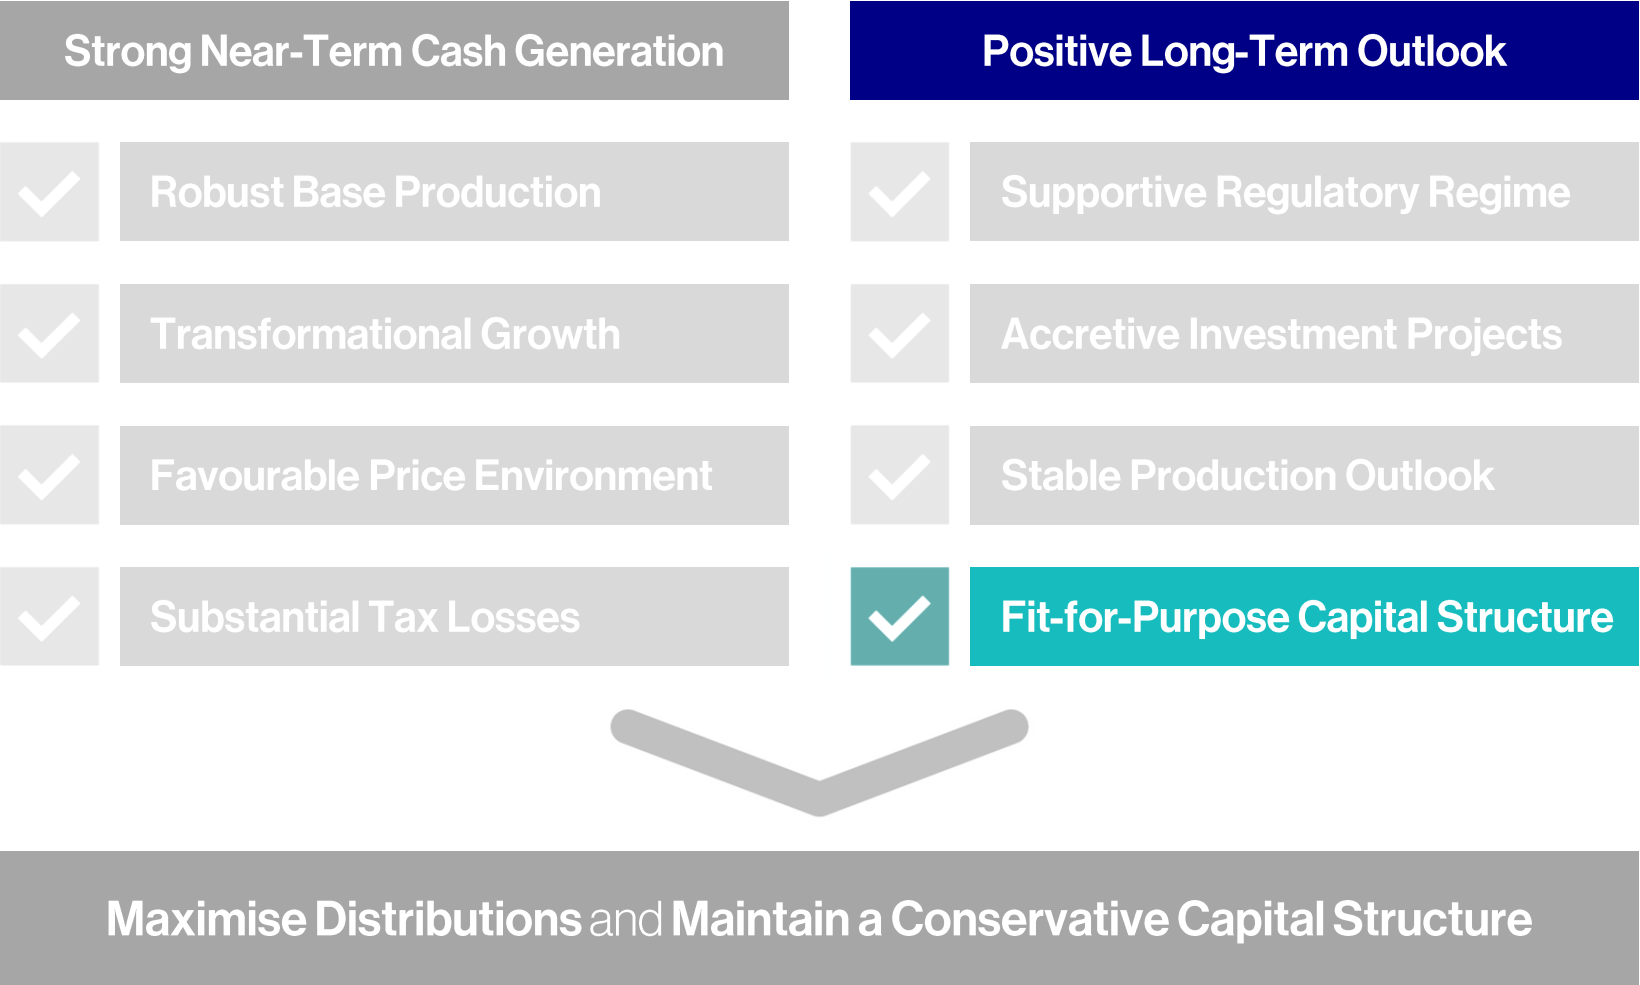 Strong Near-Term Cash Generation
Robust Base Production
Transformational Growth
Favourable Price Environment
Substantial Tax Losses
Positive Long-Term Outlook
Supportive Regulatory Regime
Accretive Investment Projects
Stable Production Outlook
Fit-for-Purpose Capital Structure
Maximise Distributions and Maintain a Conservative Capital Structure